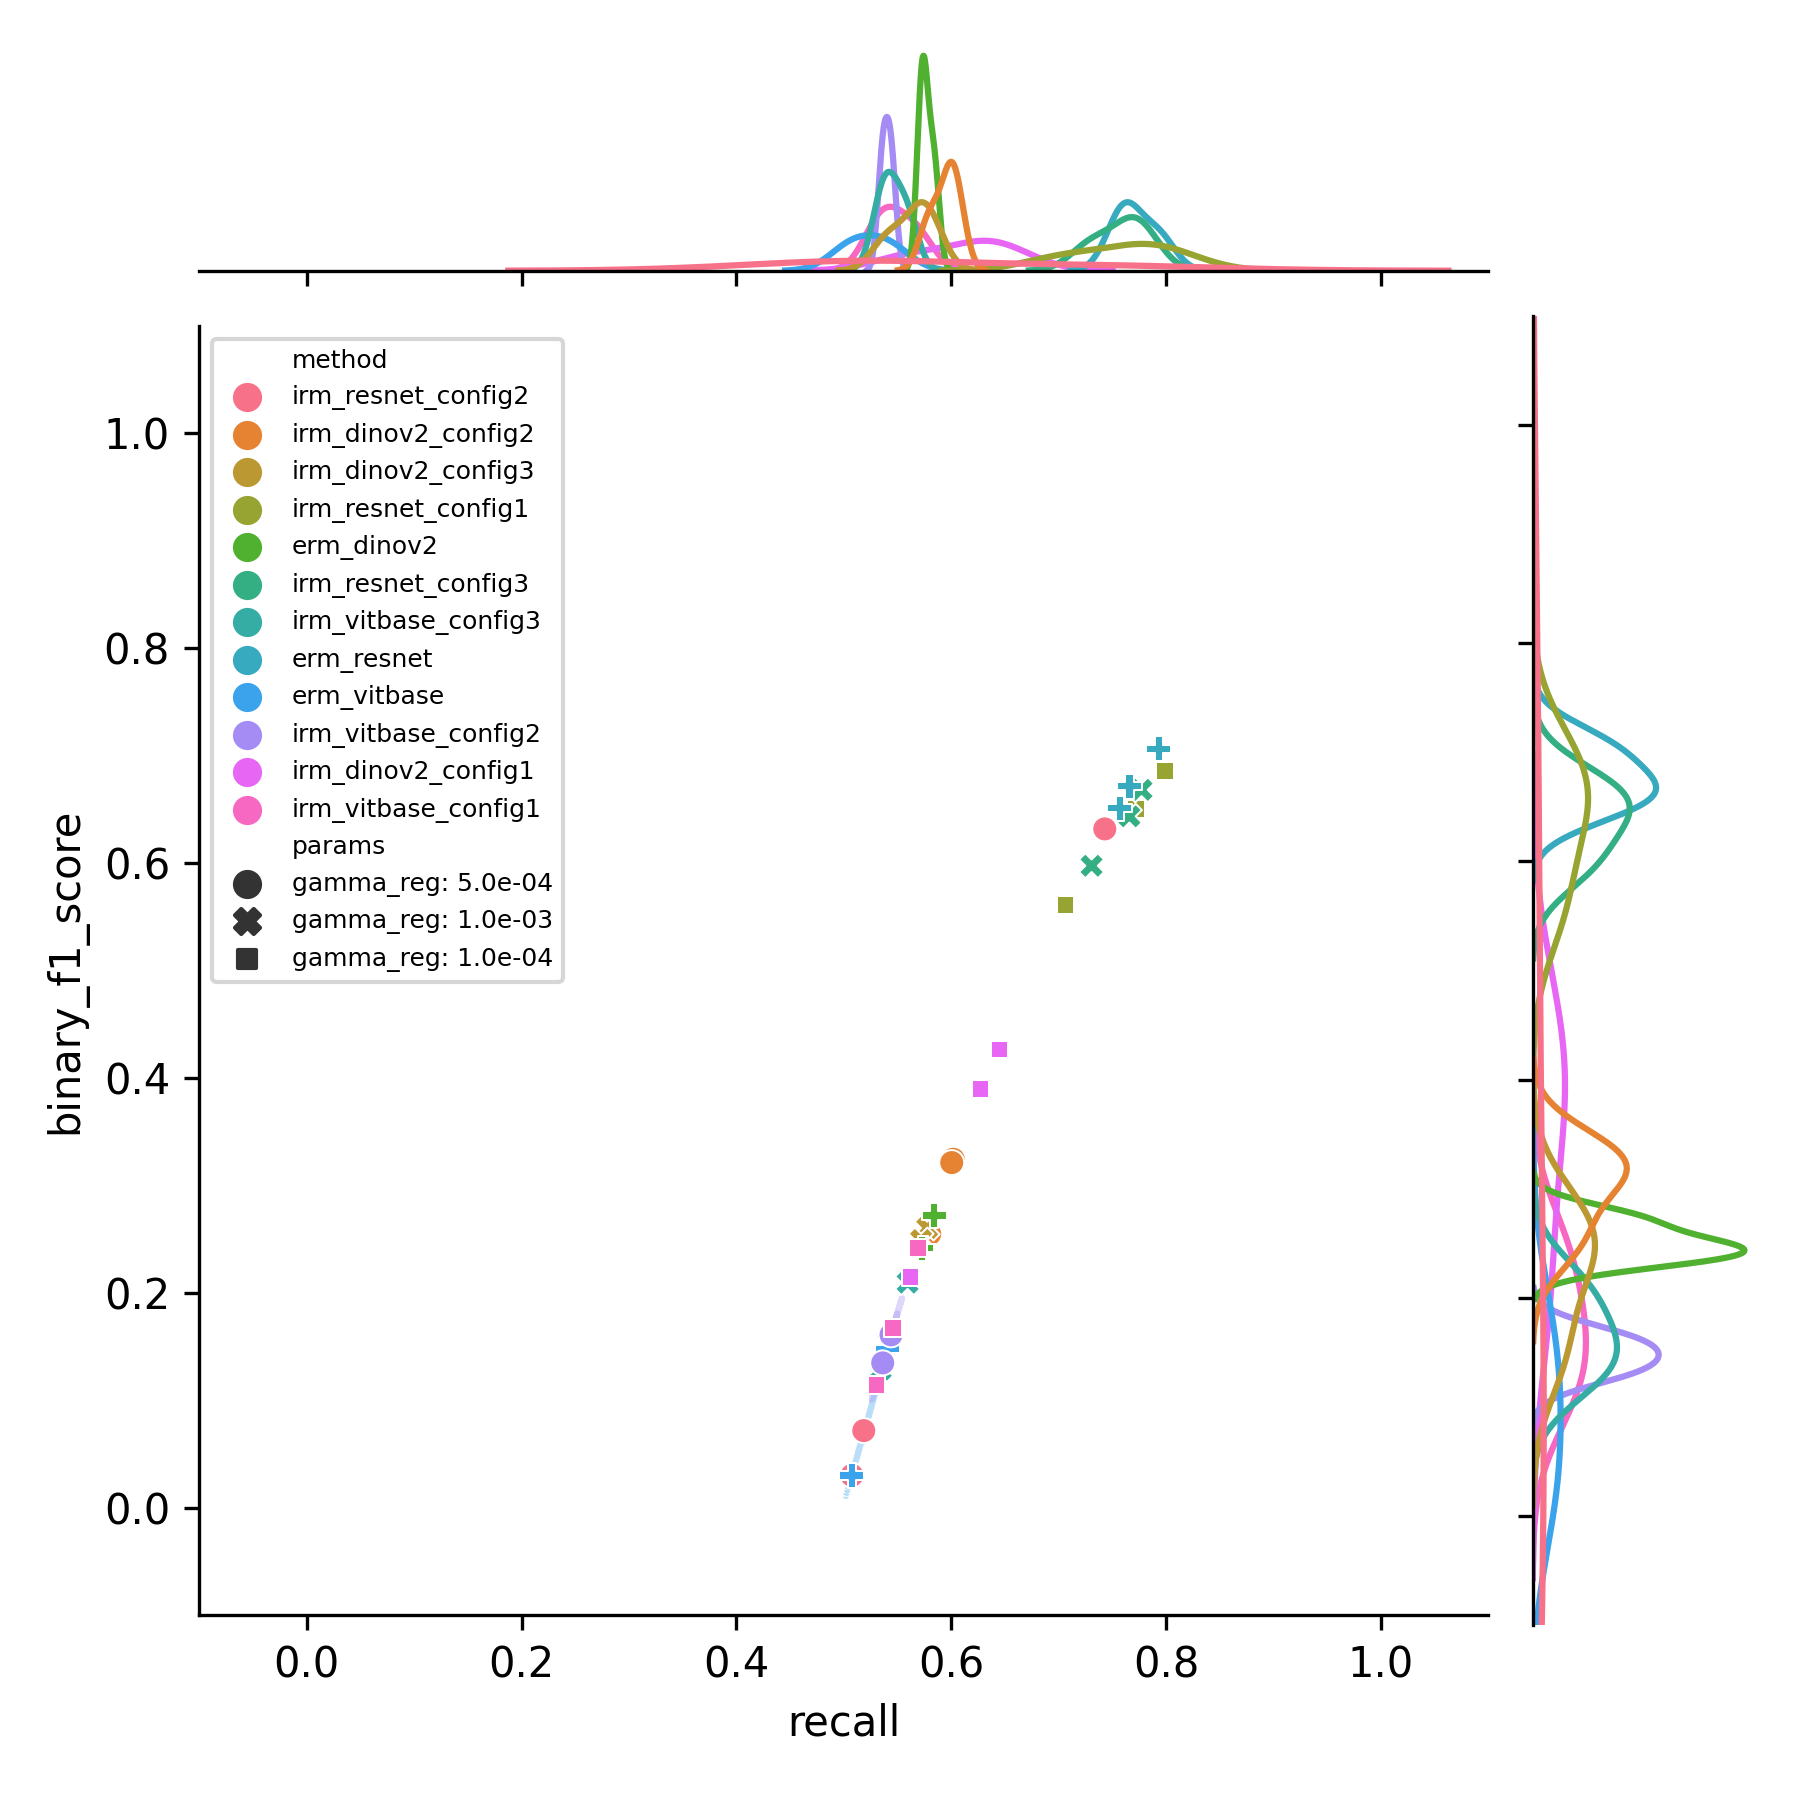 method
irm_resnet_config2
irm_dinov2_config2
irm_dinov2_config3
irm_resnet_config1
erm_dinov2
irm_resnet_config3
irm_vitbase_config3
erm_resnet
erm_vitbase
irm_vitbase_config2
irm_dinov2_config1
irm_vitbase_config1
params
gamma_reg: 5.0e-04
gamma_reg: 1.0e-03
gamma_reg: 1.0e-04
1.0
0.8
0.6
0.4
0.2
0.0
binary_f1_score
0.0 0.2 0.4 0.6 0.8 1.0
recall